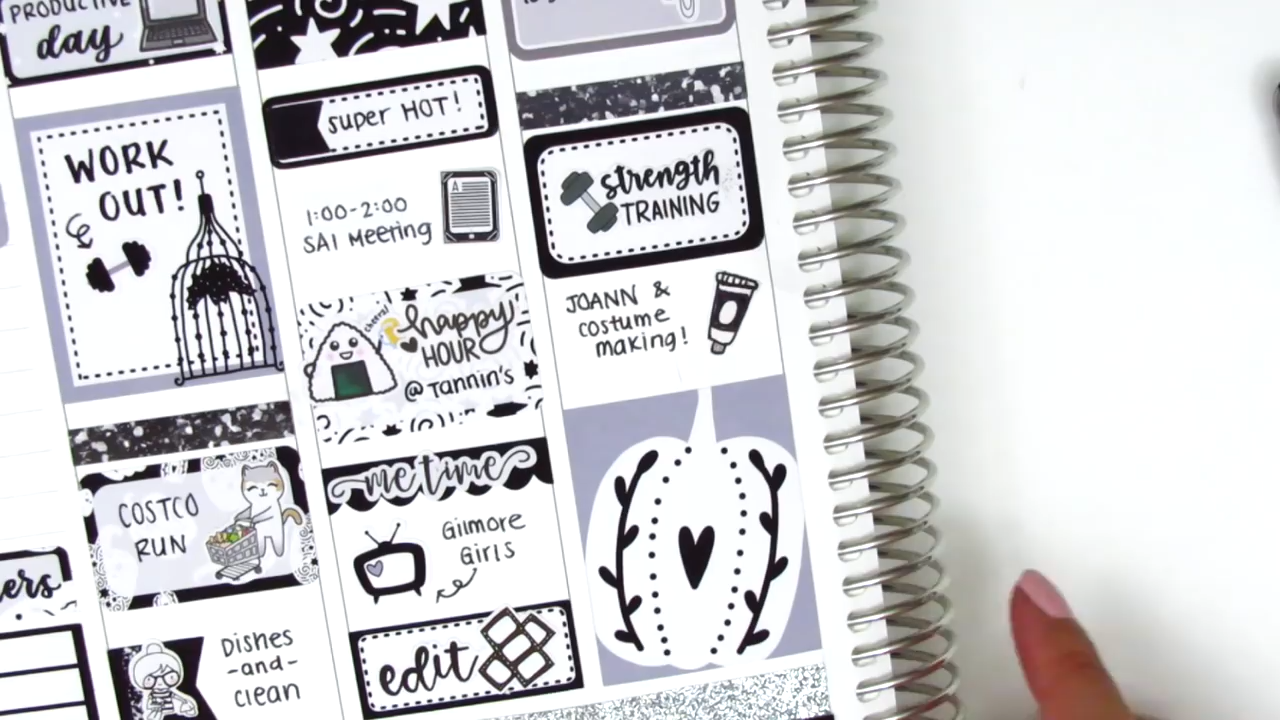 PRODUCTIVE
day
WORK
OUT!
COSTCO
RUN
ers
DISHES
-and-
clean
super HOT!
A
1:00-2:00
SAI Meeting
cheers!
happy
HOUR
@ Tannin's
me time
Gilmore
Girls
edit
strength
TRAINING
JOANN &
costume
making!